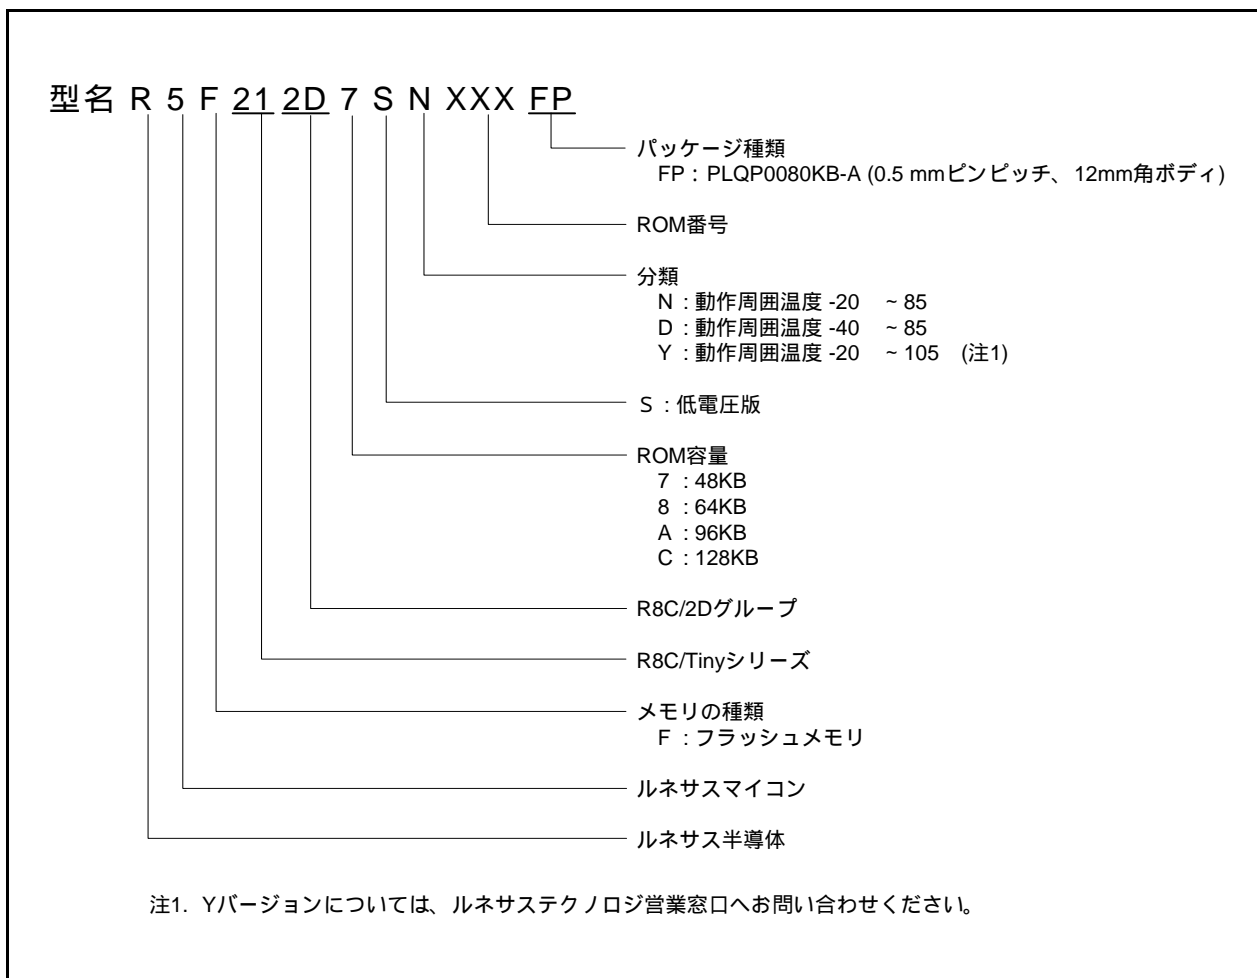 型名 R 5 F 21 2D 7 S N XXX FP
パッケージ種類
FP : PLQP0080KB-A (0.5 mmピンピッチ、12mm角ボディ)
ROM番号
分類
N : 動作周囲温度 -20 ~ 85
D : 動作周囲温度 -40 ~ 85
Y : 動作周囲温度 -20 ~ 105 (注1)
S : 低電圧版
ROM容量
7 : 48KB
8 : 64KB
A : 96KB
C : 128KB
R8C/2Dグループ
R8C/Tinyシリーズ
メモリの種類
F : フラッシュメモリ
ルネサスマイコン
ルネサス半導体
注1. Yバージョンについては、ルネサステクノロジ営業窓口へお問い合わせください。